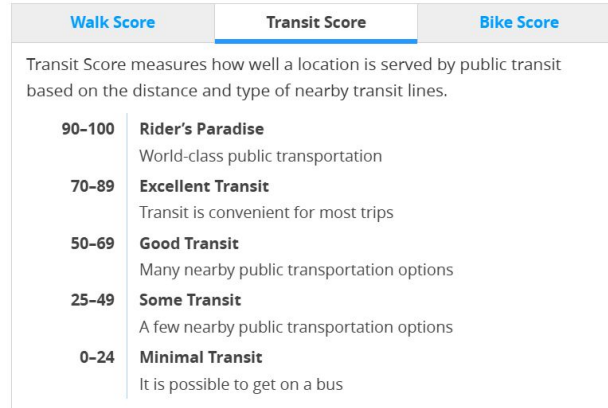 Walk Score Transit Score Bike Score
Transit Score measures how well a location is served by public transit
based on the distance and type of nearby transit lines.
90–100 Rider’s Paradise
World-class public transportation
70–89 Excellent Transit
Transit is convenient for most trips
50–69 Good Transit
Many nearby public transportation options
25–49 Some Transit
A few nearby public transportation options
0–24 Minimal Transit
It is possible to get on a bus